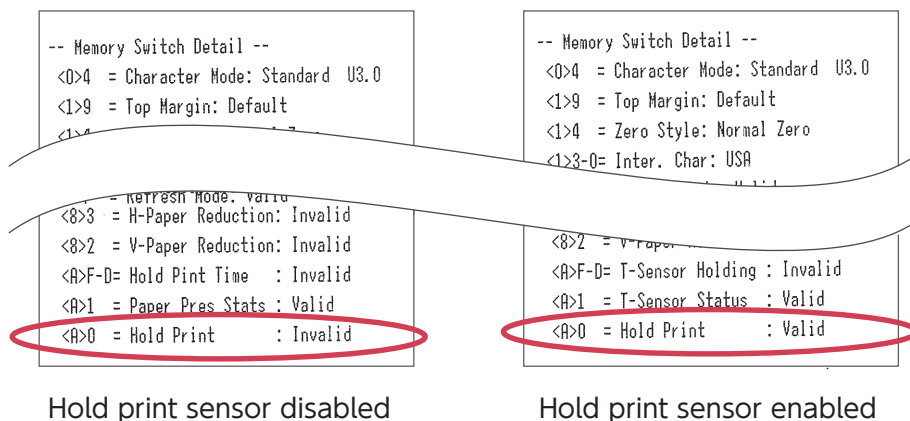 -- Memory Switch Detail --
<0>4 = Character Mode: Standard U3.0
<1>9 = Top Margin: Default
<8>3 = H-Paper Reduction: Invalid
<8>2 = V-Paper Reduction: Invalid
<A>F-D= Hold Pint Time : Invalid
<A>1 = Paper Pres Stats : Valid
<A>0 = Hold Print : Invalid
Hold print sensor disabled
-- Memory Switch Detail --
<0>4 = Character Mode: Standard U3.0
<1>9 = Top Margin: Default
<1>4 = Zero Style: Normal Zero
<1>3-0= Inter. Char: USA
<8>2 =
<A>F-D= T-Sensor Holding : Invalid
<A>1 = T-Sensor Status : Valid
<A>0 = Hold Print : Valid
Hold print sensor enabled